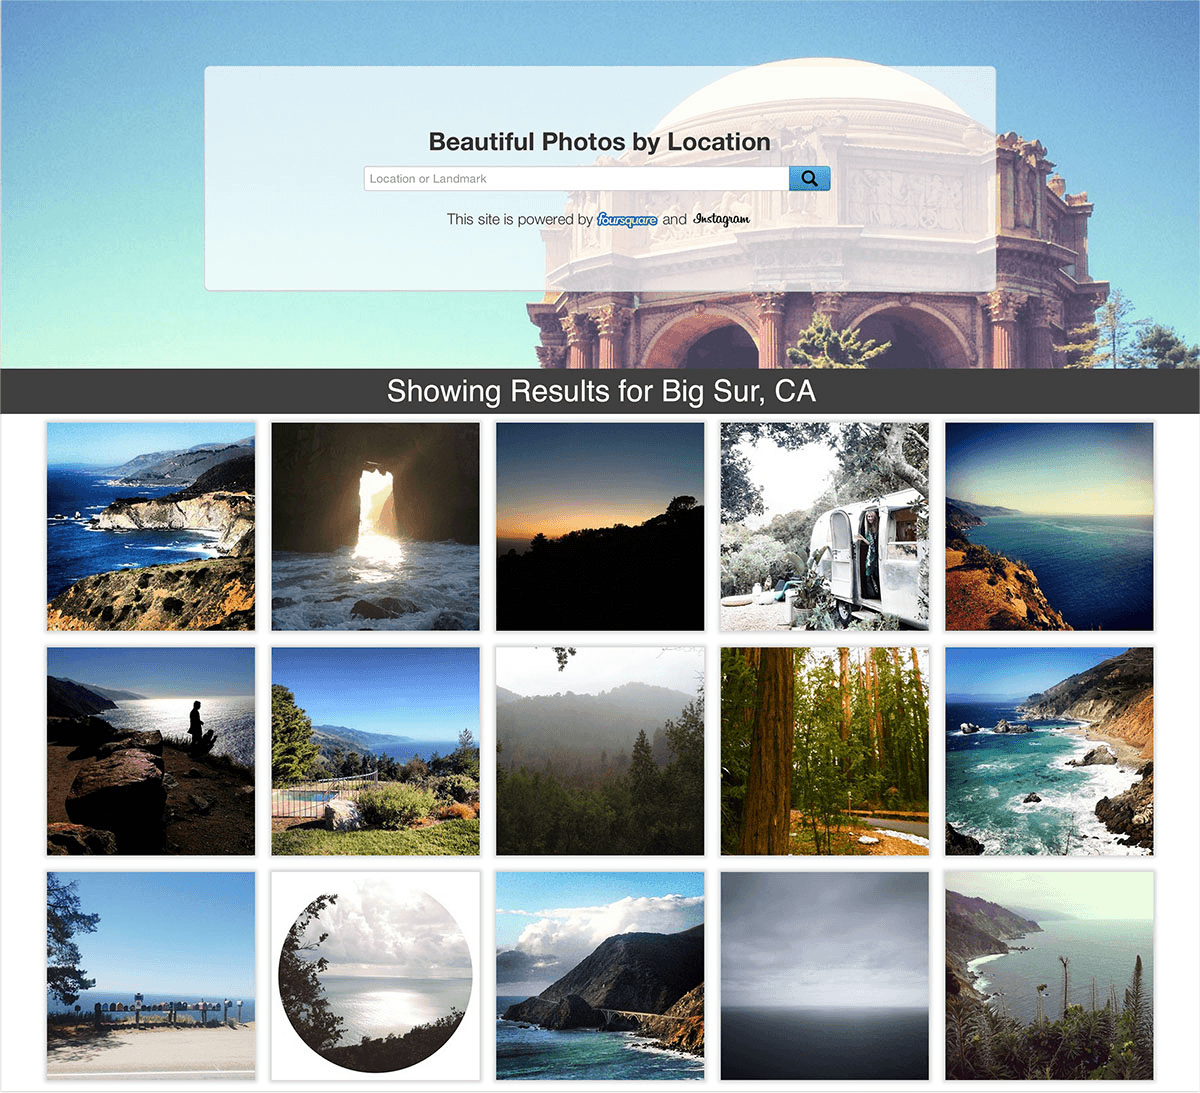 Beautiful Photos by Location
Location or Landmark
This site is powered by foursquare and Instagram
Showing Results for Big Sur, CA